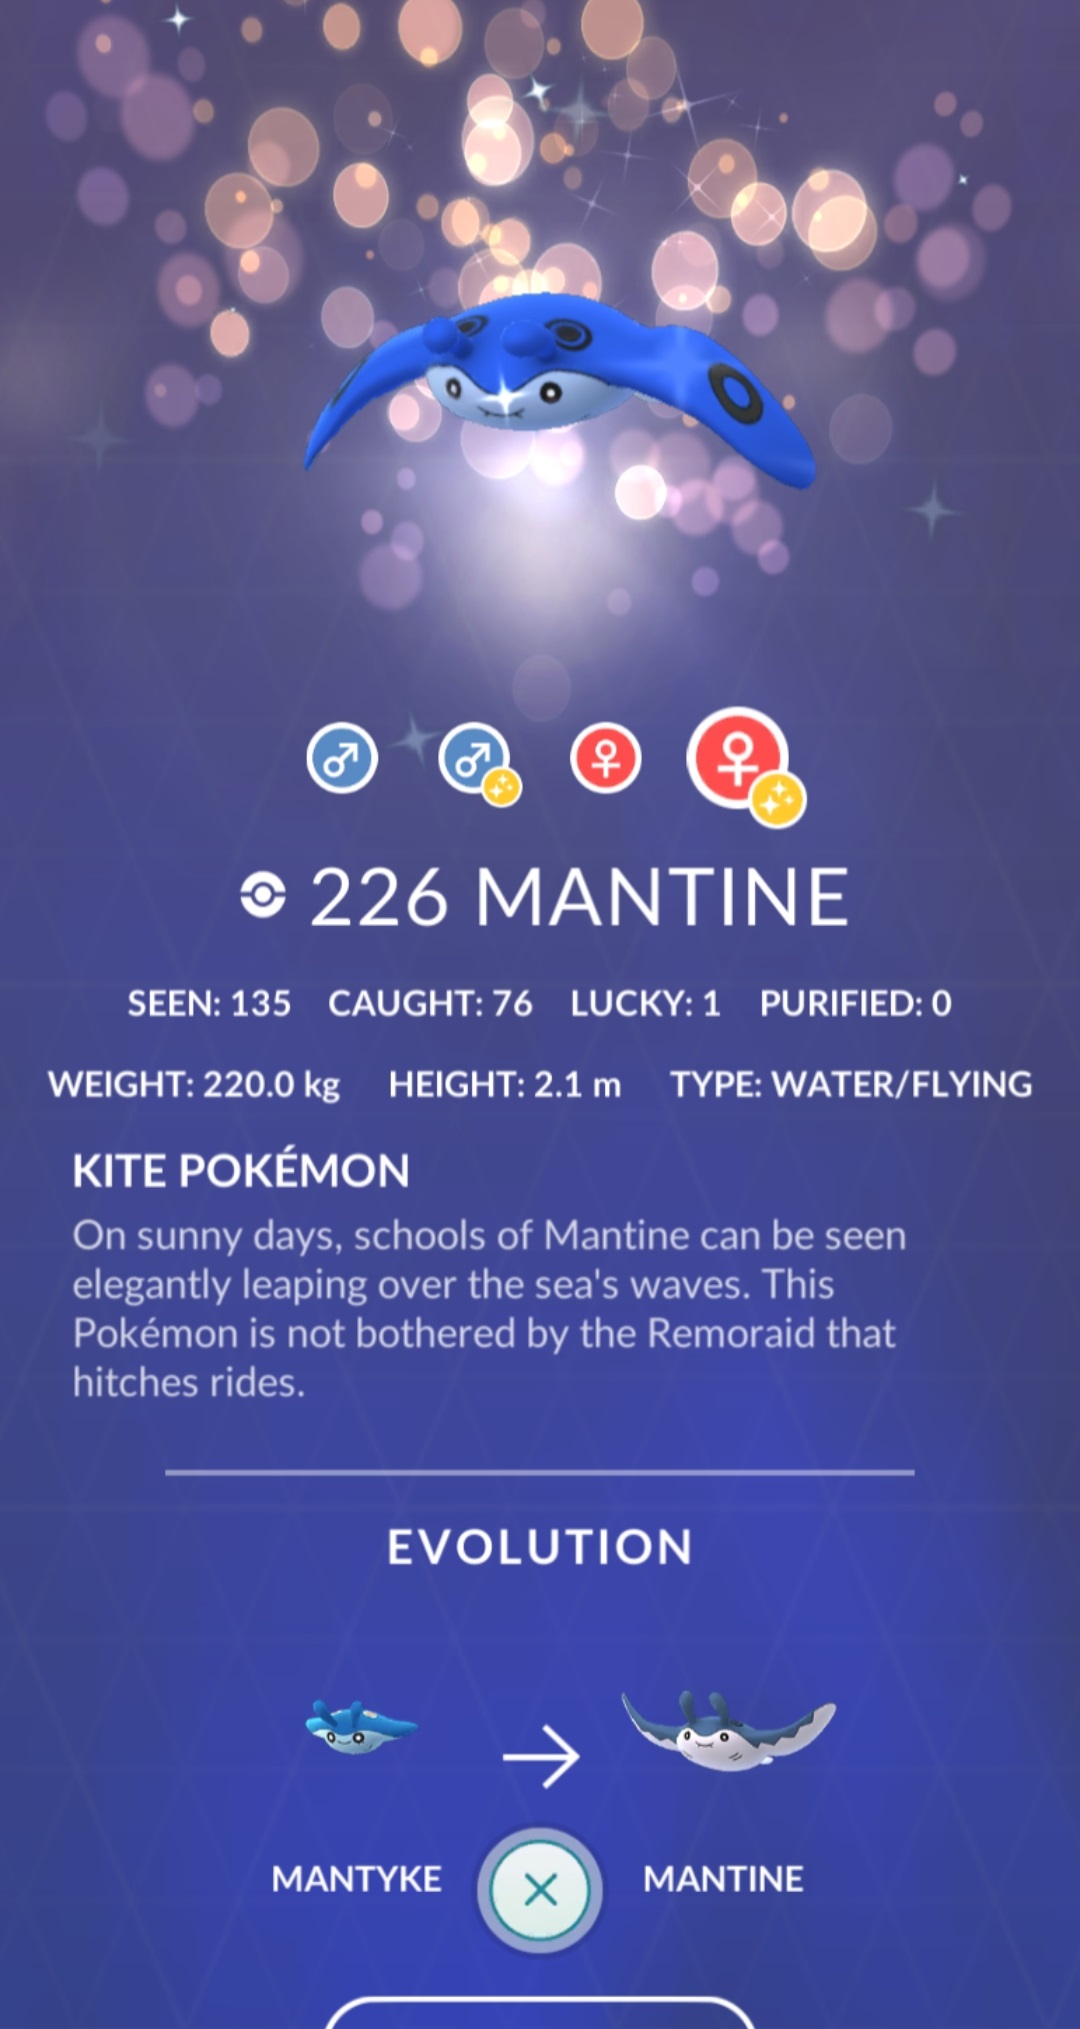 226 MANTINE
SEEN: 135 CAUGHT: 76 LUCKY: 1 PURIFIED: 0
WEIGHT: 220.0 kg HEIGHT: 2.1 m TYPE: WATER/FLYING
KITE POKÉMON
On sunny days, schools of Mantine can be seen
elegantly leaping over the sea's waves. This
Pokémon is not bothered by the Remoraid that
hitches rides.
EVOLUTION
MANTYKE MANTINE